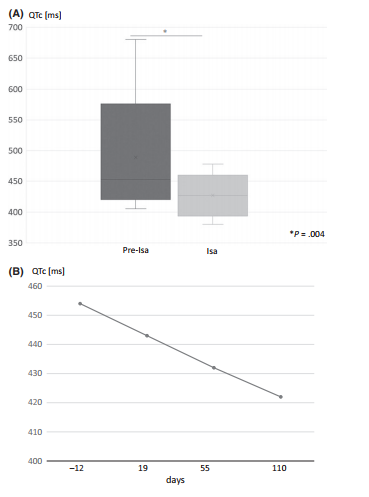 (A) QTc [ms]
700
*
650
600
550
500
450
400
*P = .004
350
Pre-Isa Isa
(B) QTc [ms]
460
450
440
430
420
410
400
–12 19 55 110
days